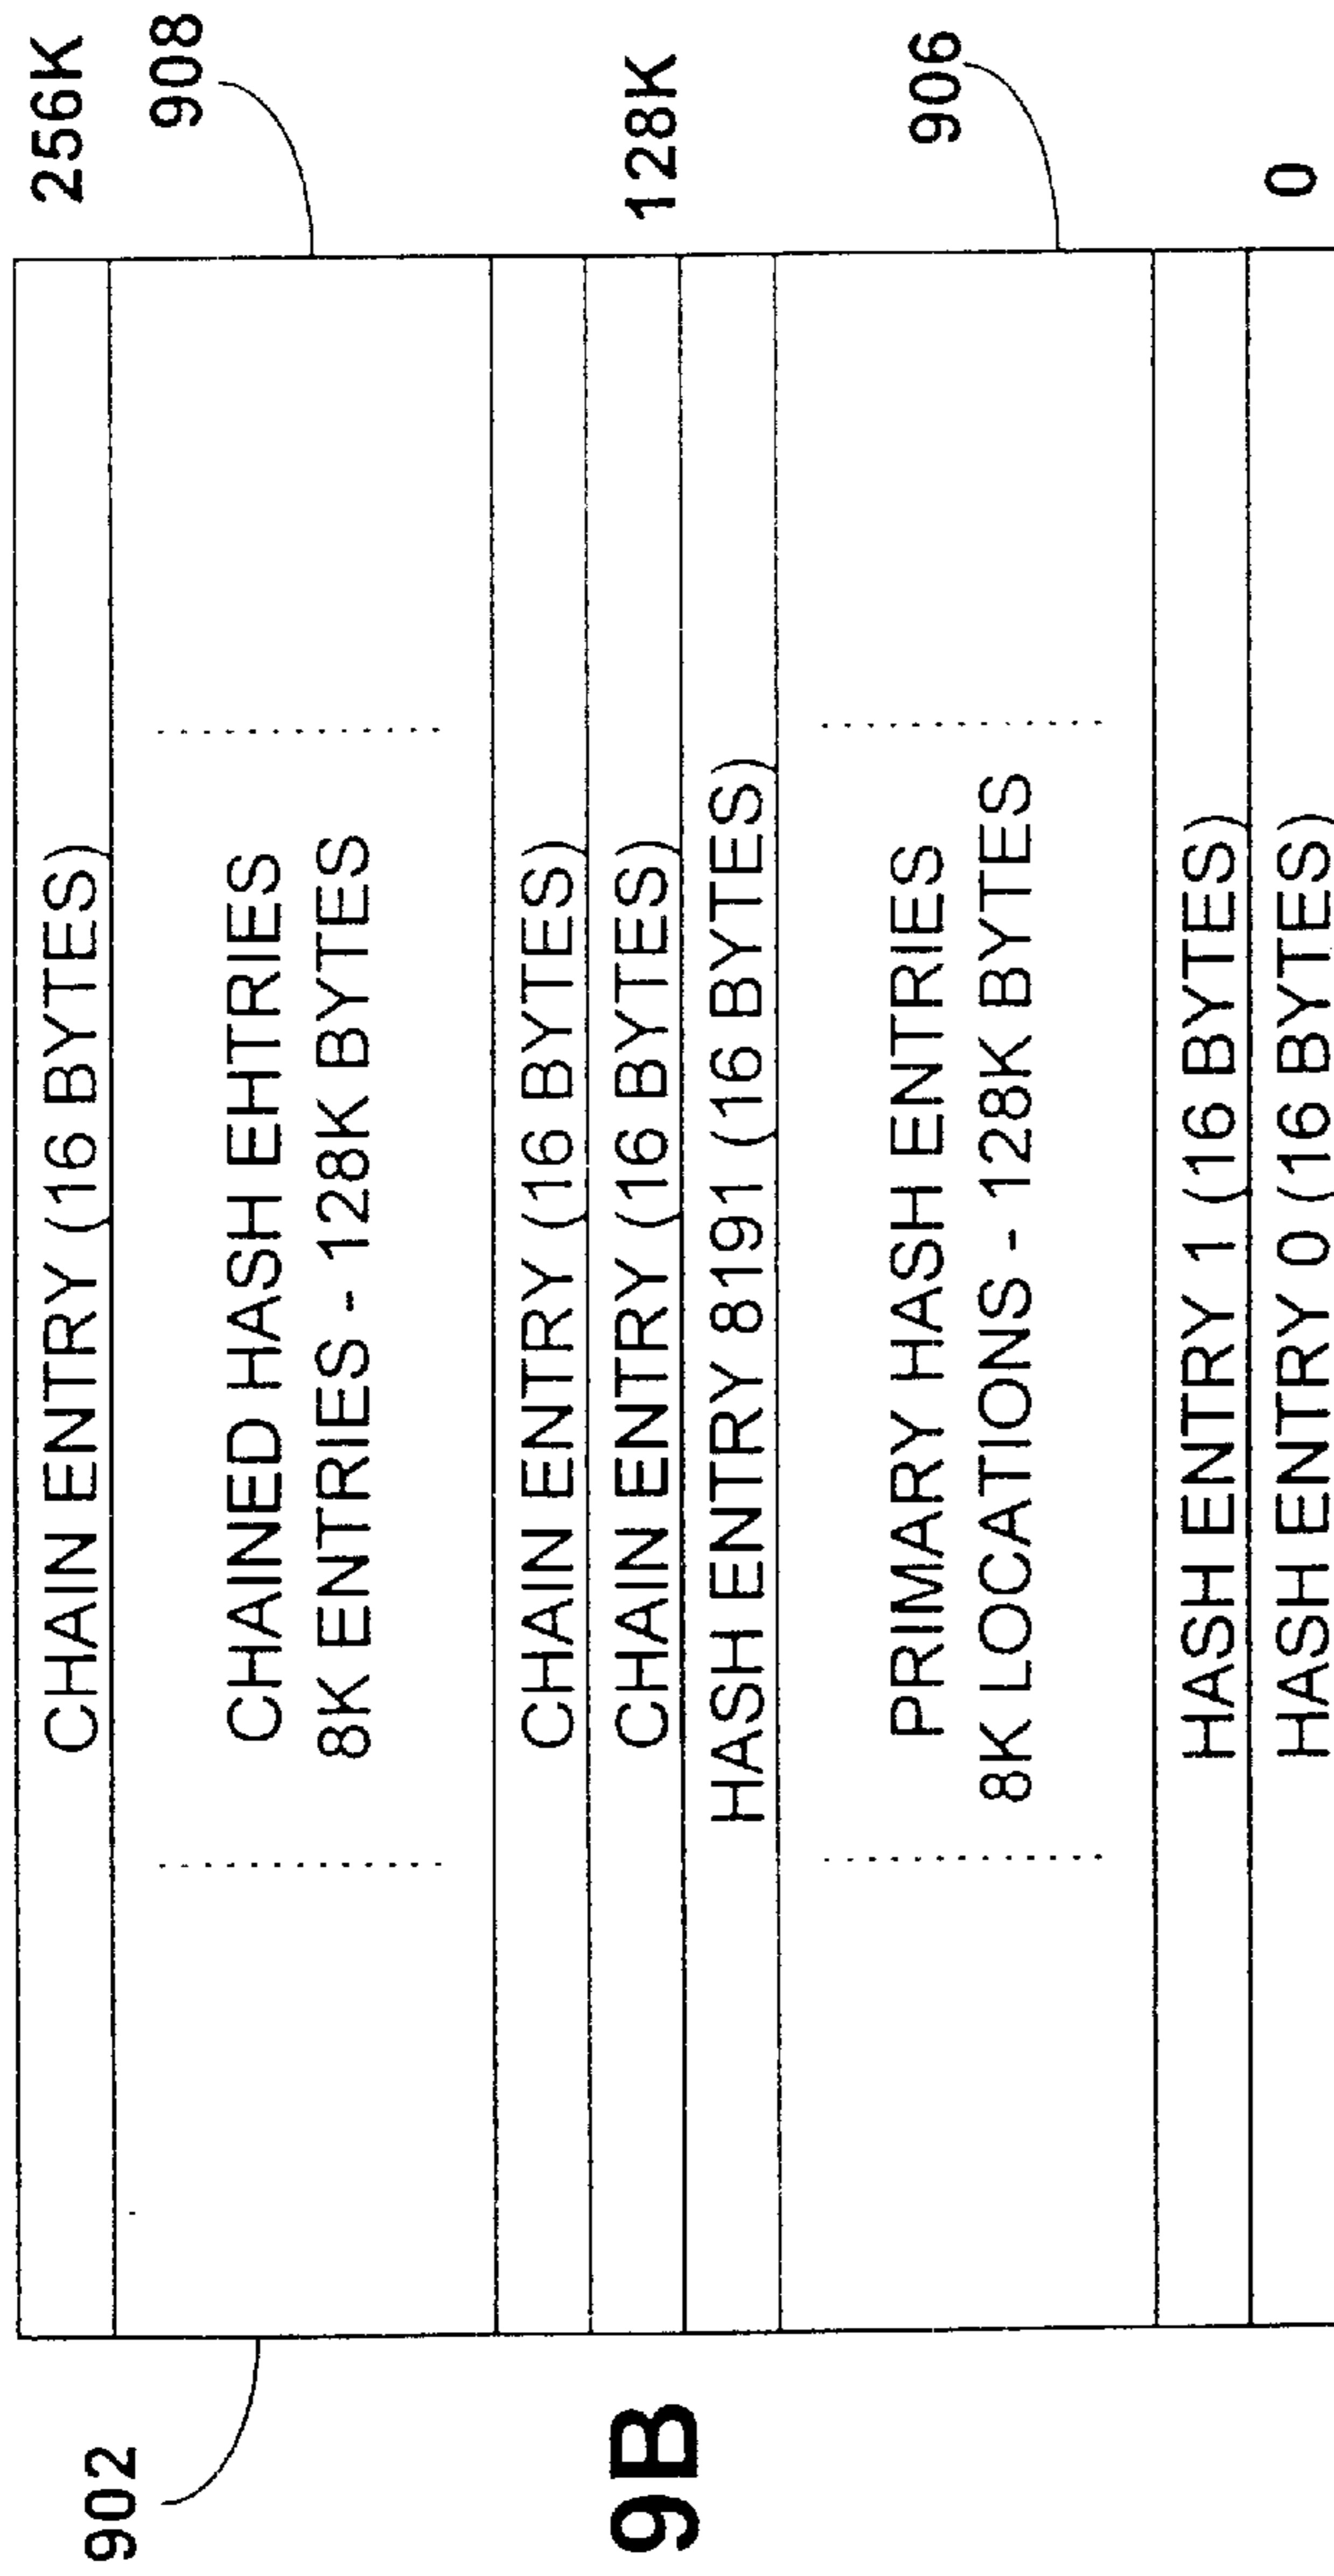 256K
908
CHAIN ENTRY (16 BYTES)
CHAINED HASH EHTRIES
8K ENTRIES - 128K BYTES
902
CHAIN ENTRY (16 BYTES)
128K
CHAIN ENTRY (16 BYTES)
HASH ENTRY 8191 (16 BYTES)
9B
PRIMARY HASH ENTRIES
8K LOCATIONS - 128K BYTES
906
HASH ENTRY 1 (16 BYTES)
HASH ENTRY 0 (16 BYTES)
0